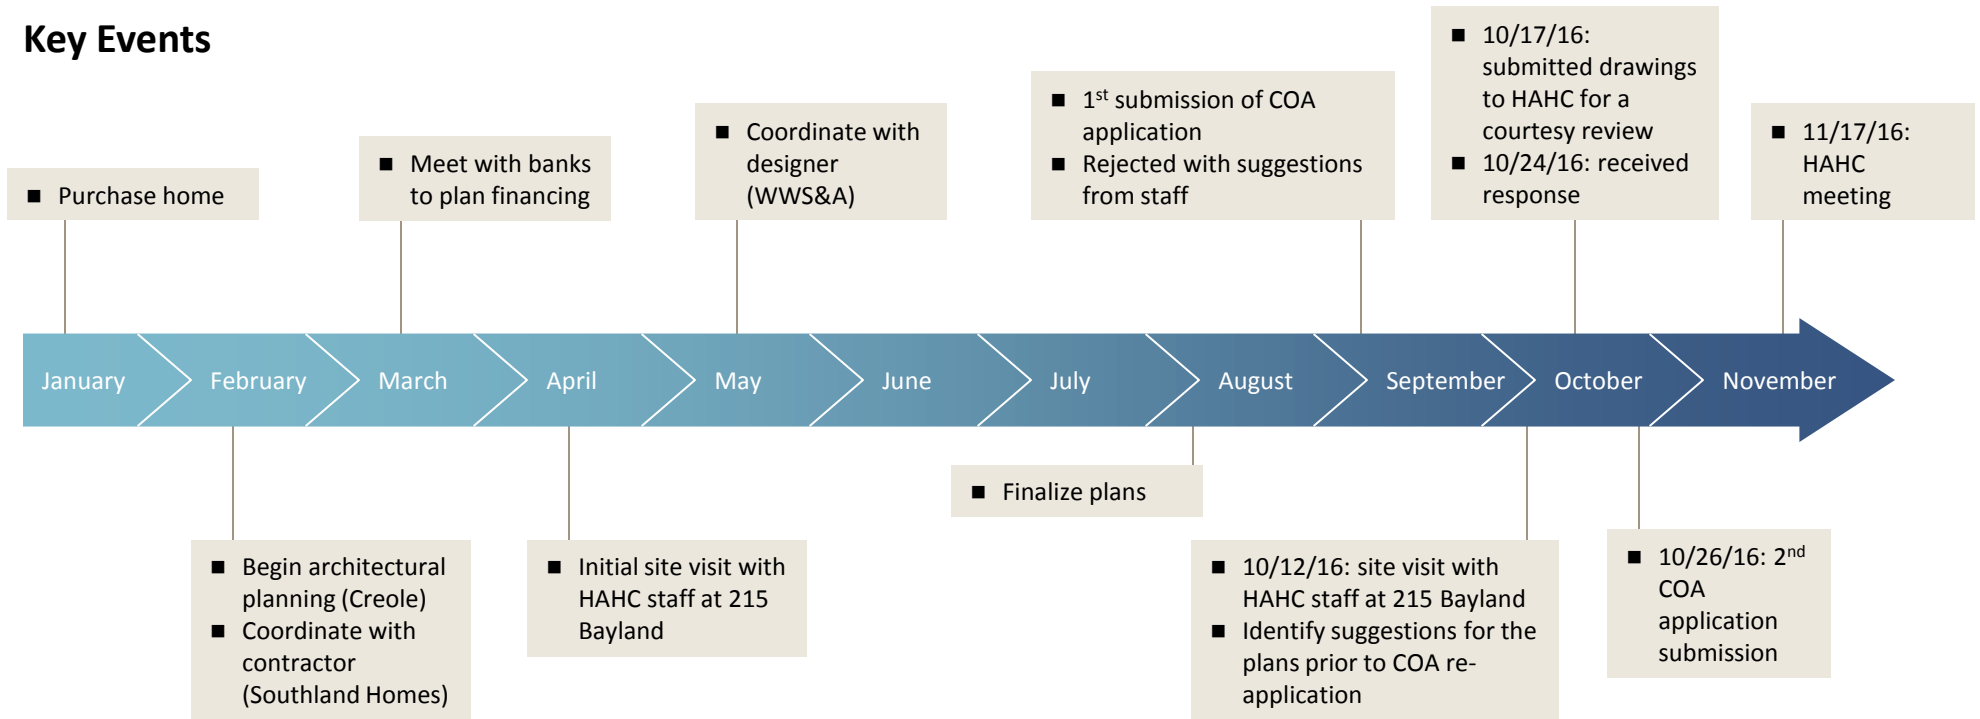 Key Events
■ Purchase home
■ Meet with banks
to plan financing
■ Coordinate with
designer
(WWS&A)
■ 1st submission of COA
application
■ Rejected with suggestions
from staff
■ 10/17/16:
submitted drawings
to HAHC for a
courtesy review
■ 10/24/16: received
response
■ 11/17/16:
HAHC
meeting
January
February
March
April
May
June
July
August
September
October
November
■ Begin architectural
planning (Creole)
■ Coordinate with
contractor
(Southland Homes)
■ Initial site visit with
HAHC staff at 215
Bayland
■ Finalize plans
■ 10/12/16: site visit with
HAHC staff at 215 Bayland
■ Identify suggestions for the
plans prior to COA re-
application
■ 10/26/16: 2nd
COA
application
submission